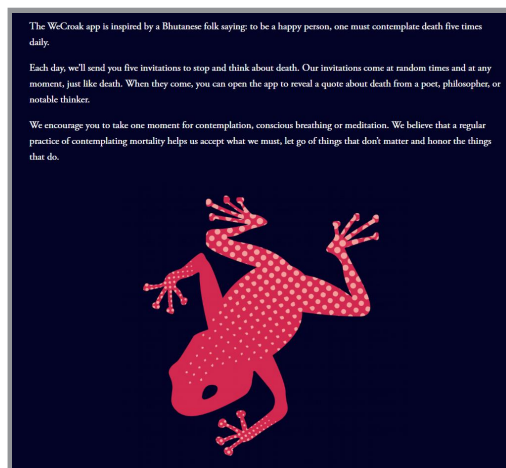 The WeCroak app is inspired by a Bhutanese folk saying: to be a happy person, one must contemplate death five times
daily.
Each day, we'll send you five invitations to stop and think about death. Our invitations come at random times and at any
moment, just like death. When they come, you can open the app to reveal a quote about death from a poet, philosopher, or
notable thinker.
We encourage you to take one moment for contemplation, conscious breathing or meditation. We believe that a regular
practice of contemplating mortality helps us accept what we must, let go of things that don't matter and honor the things
that do.